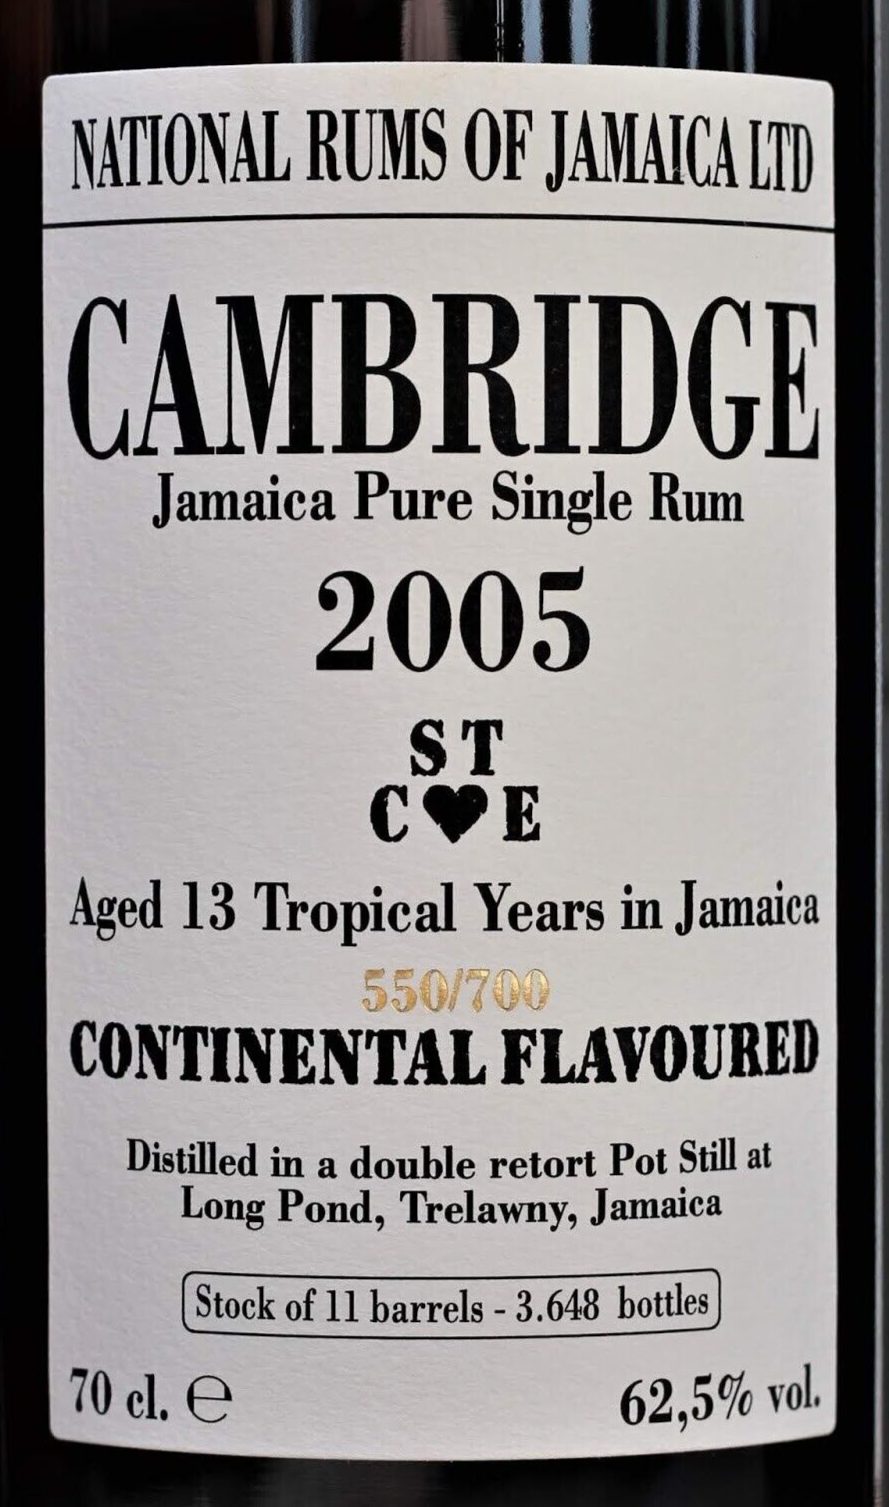 NATIONAL RUMS OF JAMAICA LTD
CAMBRIDGE
Jamaica Pure Single Rum
2005
S T
C♥E
Aged 13 Tropical Years in Jamaica
550/700
CONTINENTAL FLAVOURED
Distilled in a double retort Pot Still at
Long Pond, Trelawny, Jamaica
Stock of 11 barrels - 3.648 bottles
70 cl. ℮ 62,5% vol.